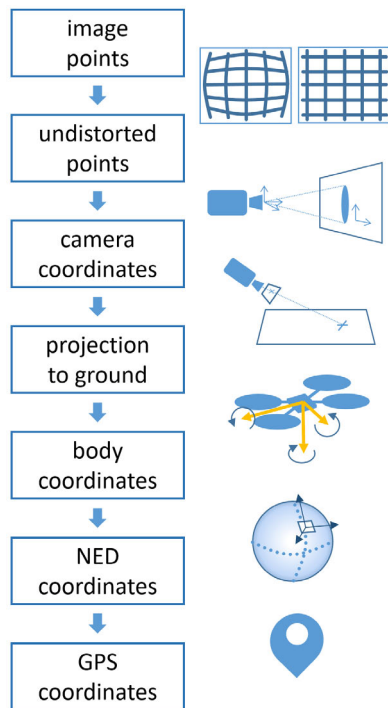 image
points
undistorted
points
camera
coordinates
projection
to ground
body
coordinates
NED
coordinates
GPS
coordinates